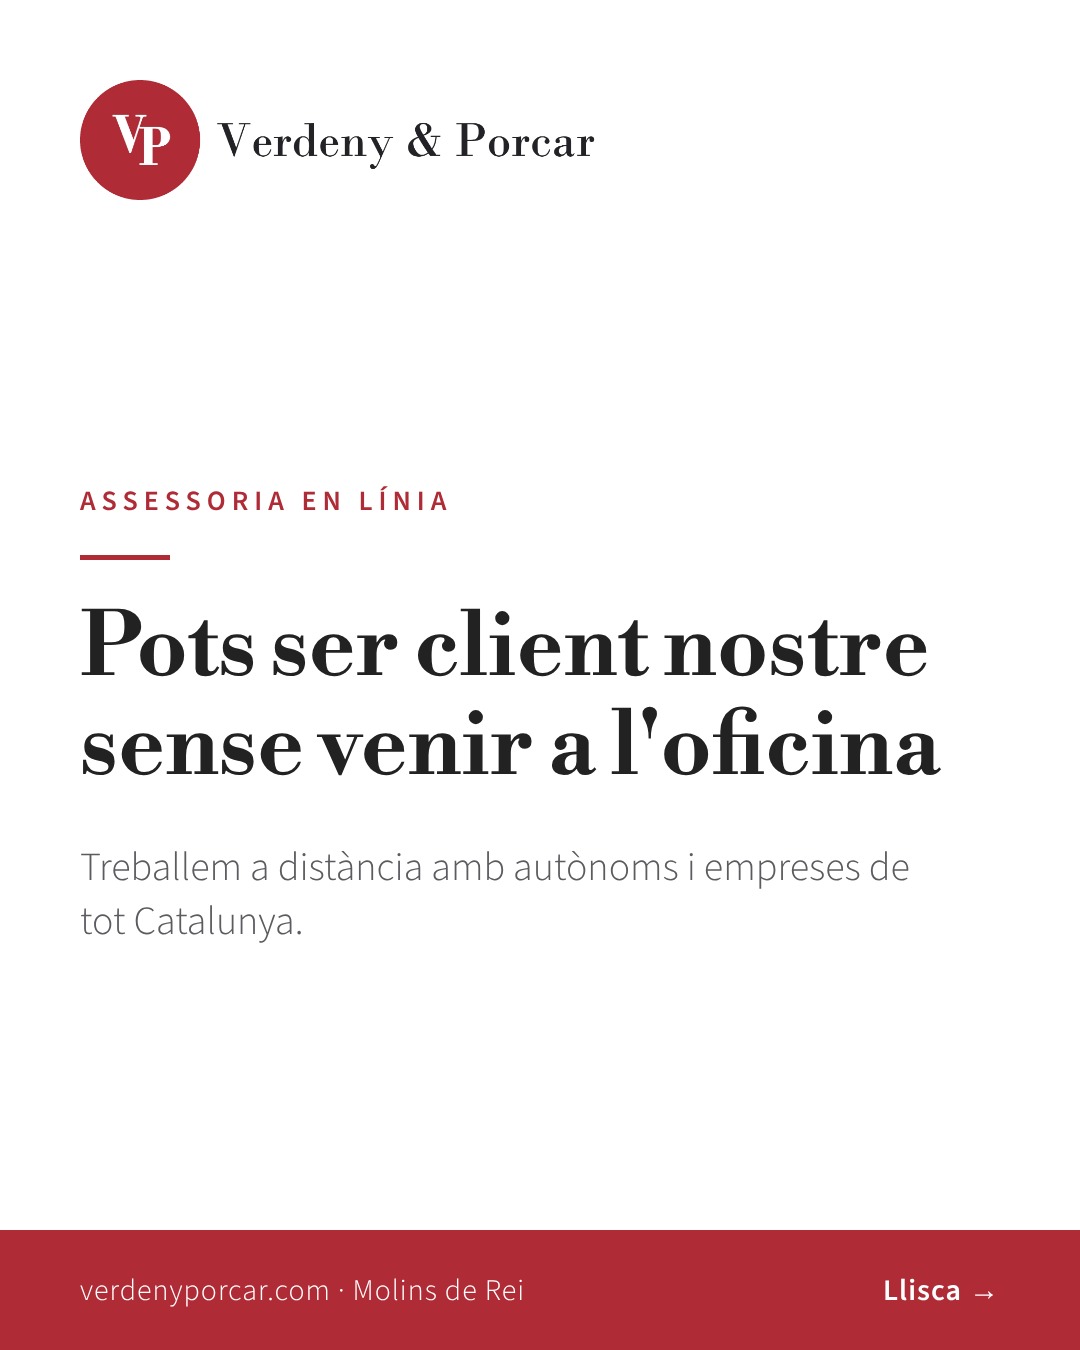 VP
Verdeny & Porcar
ASSESSORIA EN LÍNIA
Pots ser client nostre
sense venir a l'oficina
Treballem a distància amb autònoms i empreses de
tot Catalunya.
verdenyporcar.com · Molins de Rei
Llisca →